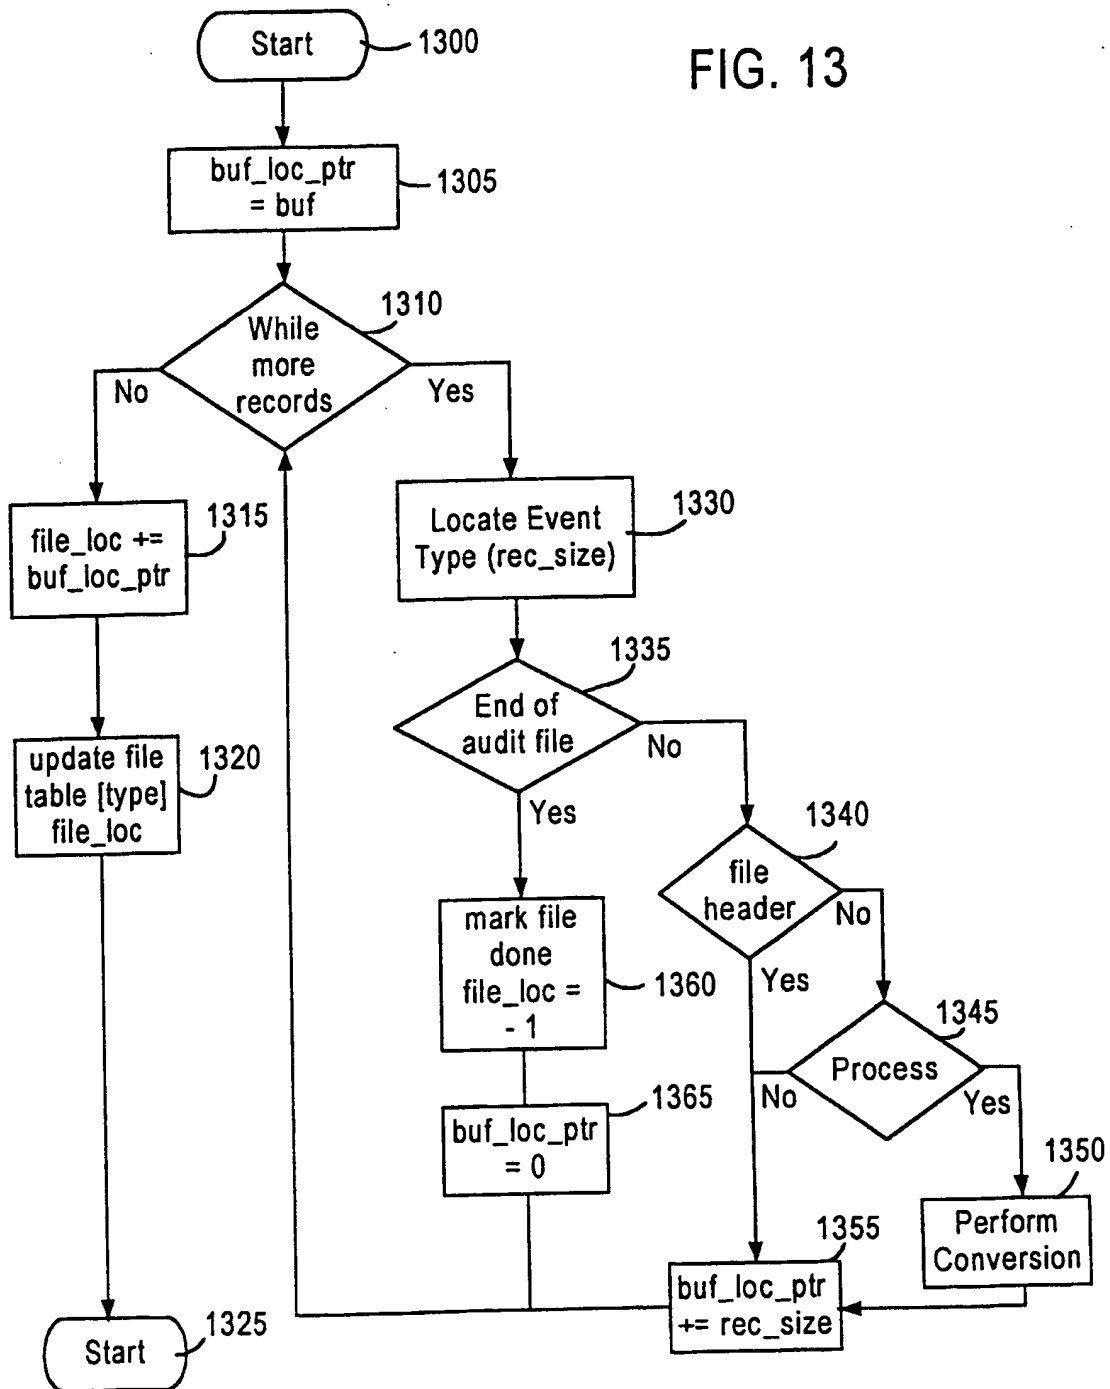 Start
1300
FIG. 13
buf_loc_ptr
= buf
1305
1310
While
more
records
No
Yes
1315
file_loc +=
buf_loc_ptr
Locate Event
Type (rec_size)
1330
1335
End of
audit file
No
Yes
update file
table [type]
file_loc
1320
1340
file
header
No
Yes
mark file
done
file_loc =
- 1
1360
1345
Process
No
Yes
1365
buf_loc_ptr
= 0
1350
Perform
Conversion
1355
buf_loc_ptr
+= rec_size
1325
Start